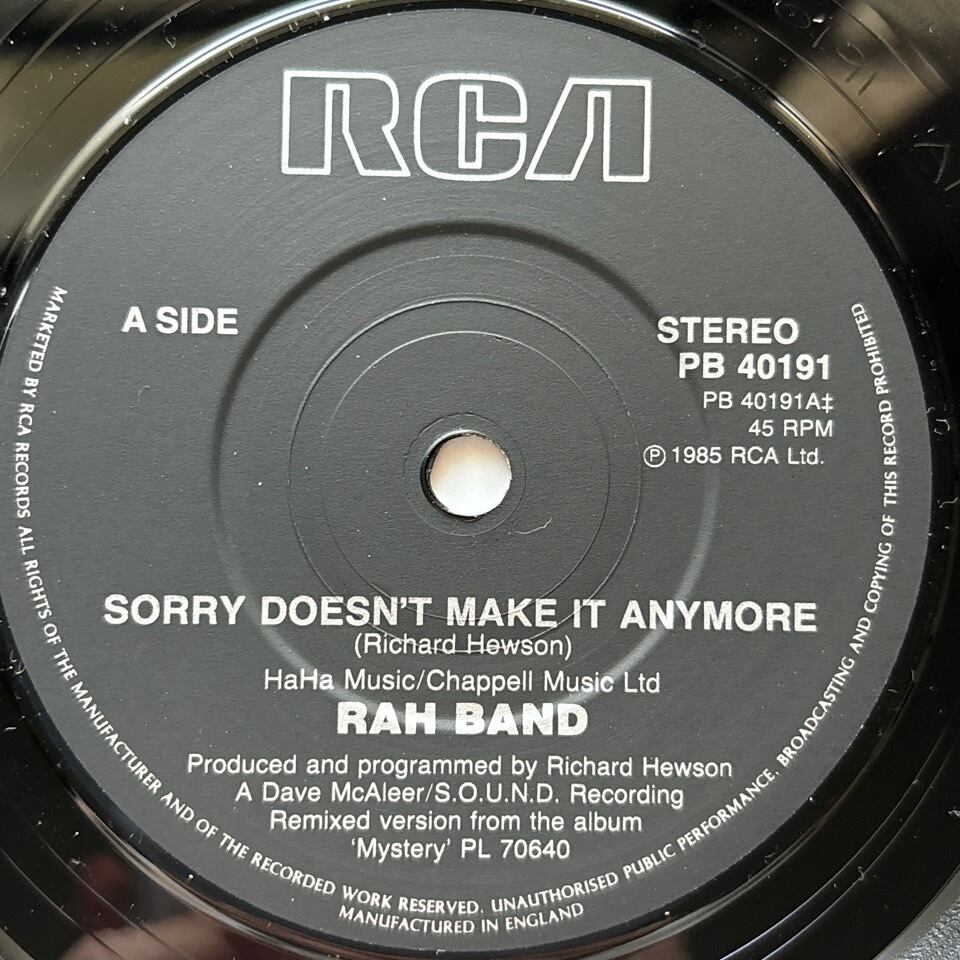 RCA
A SIDE
STEREO
PB 40191
PB 40191A‡
45 RPM
℗ 1985 RCA Ltd.
SORRY DOESN'T MAKE IT ANYMORE
(Richard Hewson)
HaHa Music/Chappell Music Ltd
RAH BAND
Produced and programmed by Richard Hewson
A Dave McAleer/S.O.U.N.D. Recording
Remixed version from the album
'Mystery' PL 70640
MARKETED BY RCA RECORDS ALL RIGHTS OF THE MANUFACTURER AND OF THE RECORDED WORK RESERVED. UNAUTHORISED PUBLIC PERFORMANCE. BROADCASTING AND COPYING OF THIS RECORD PROHIBITED
MANUFACTURED IN ENGLAND